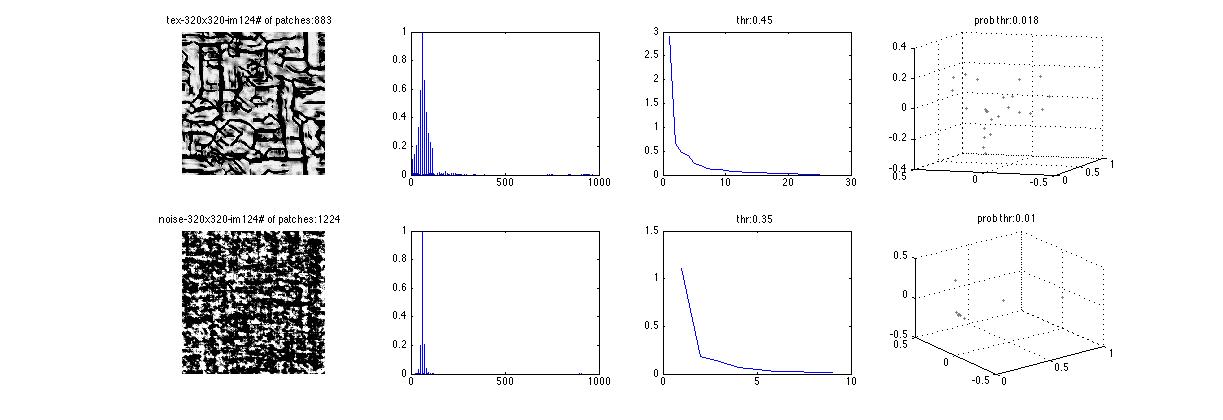 tex-320x320-im124# of patches:883
1
0.8
0.6
0.4
0.2
0
0 500 1000
thr:0.45
3
2.5
2
1.5
1
0.5
0
0 10 20 30
prob thr:0.018
0.4
0.2
0
-0.2
-0.4
0.5 0 -0.5
0 0.5 1
noise-320x320-im124# of patches:1224
1
0.8
0.6
0.4
0.2
0
0 500 1000
thr:0.35
1.5
1
0.5
0
0 5 10
prob thr:0.01
0.5
0
-0.5
0.5 0 -0.5
0 1